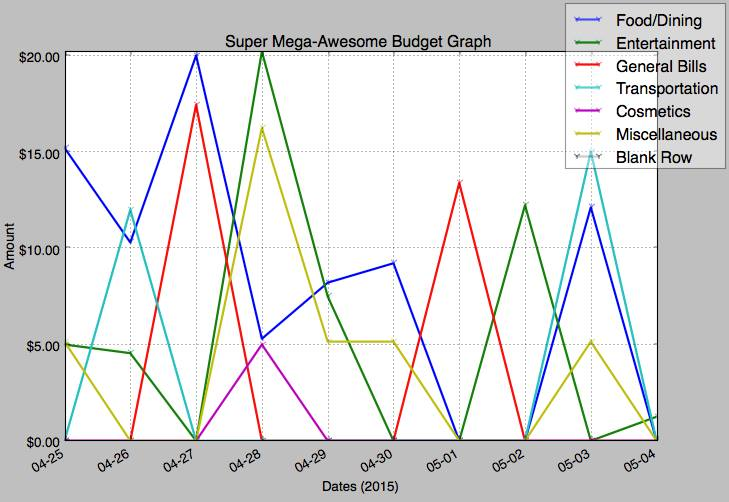 Food/Dining
Entertainment
General Bills
Transportation
Cosmetics
Miscellaneous
Blank Row
Super Mega-Awesome Budget Graph
$20.00
$15.00
$10.00
$5.00
$0.00
Amount
04-25
04-26
04-27
04-28
04-29
04-30
05-01
05-02
05-03
05-04
Dates (2015)